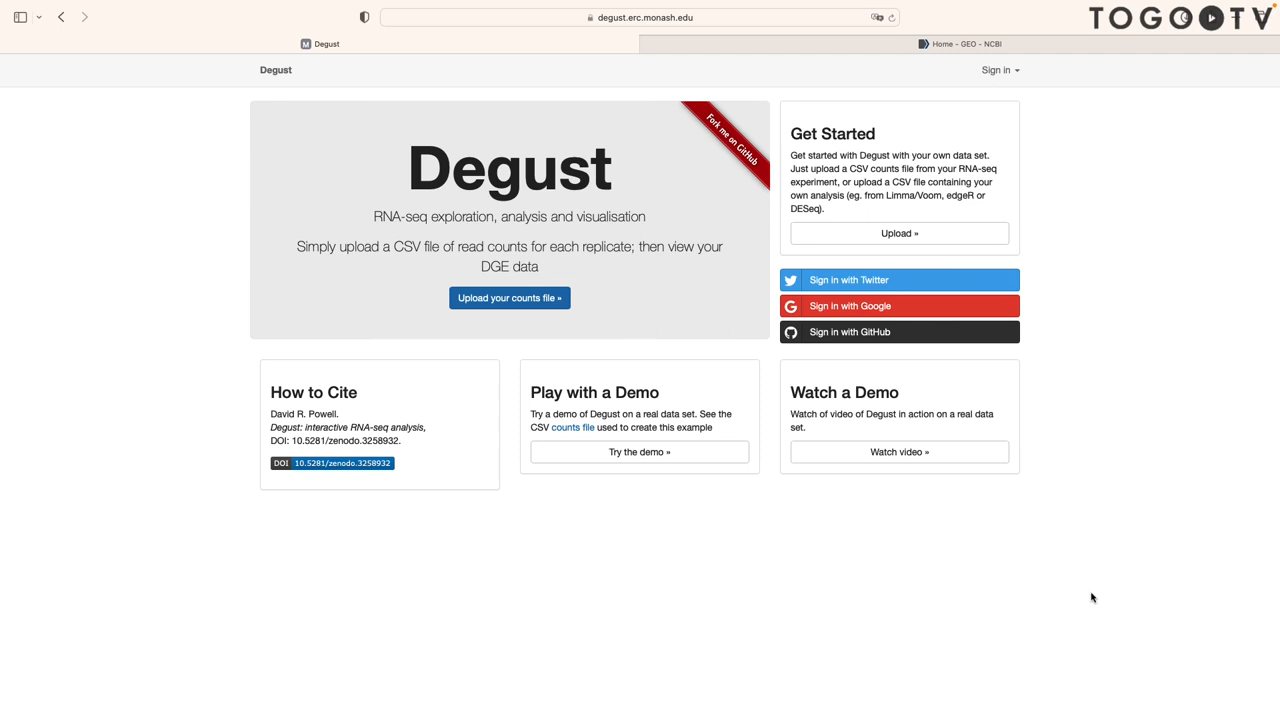 degust.erc.monash.edu
TOGO TV
Degust
Home - GEO - NCBI
Degust
Sign in
Fork me on GitHub
Degust
RNA-seq exploration, analysis and visualisation
Simply upload a CSV file of read counts for each replicate; then view your
DGE data
Upload your counts file »
Get Started
Get started with Degust with your own data set.
Just upload a CSV counts file from your RNA-seq
experiment, or upload a CSV file containing your
own analysis (eg. from Limma/Voom, edgeR or
DESeq).
Upload »
Sign in with Twitter
Sign in with Google
Sign in with GitHub
How to Cite
David R. Powell.
Degust: interactive RNA-seq analysis,
DOI: 10.5281/zenodo.3258932.
DOI 10.5281/zenodo.3258932
Play with a Demo
Try a demo of Degust on a real data set. See the
CSV counts file used to create this example
Try the demo »
Watch a Demo
Watch of video of Degust in action on a real data
set.
Watch video »